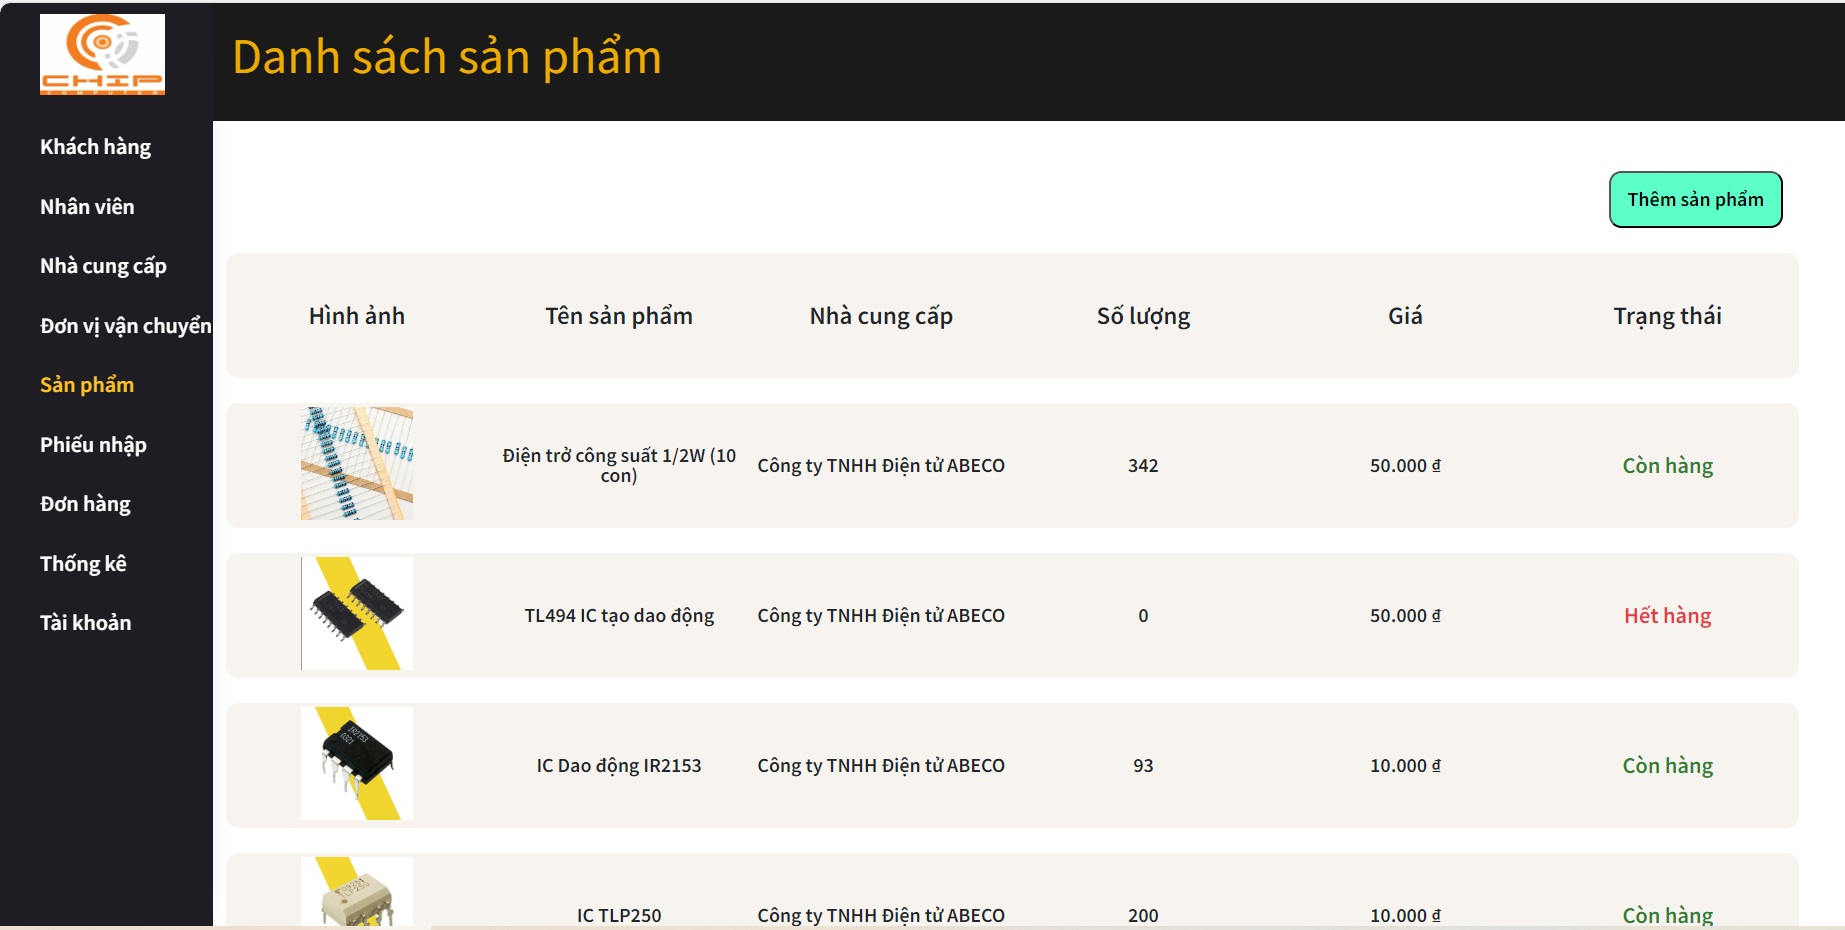 CHIP
COMPUTER
Danh sách sản phẩm
Khách hàng
Nhân viên
Nhà cung cấp
Đơn vị vận chuyển
Sản phẩm
Phiếu nhập
Đơn hàng
Thống kê
Tài khoản
Thêm sản phẩm
Hình ảnh Tên sản phẩm Nhà cung cấp Số lượng Giá Trạng thái
Điện trở công suất 1/2W (10
con) Công ty TNHH Điện tử ABECO 342 50.000 ₫ Còn hàng
TL494 IC tạo dao động Công ty TNHH Điện tử ABECO 0 50.000 ₫ Hết hàng
IR2153
0321
IC Dao động IR2153 Công ty TNHH Điện tử ABECO 93 10.000 ₫ Còn hàng
TLP250
IC TLP250 Công ty TNHH Điện tử ABECO 200 10.000 ₫ Còn hàng